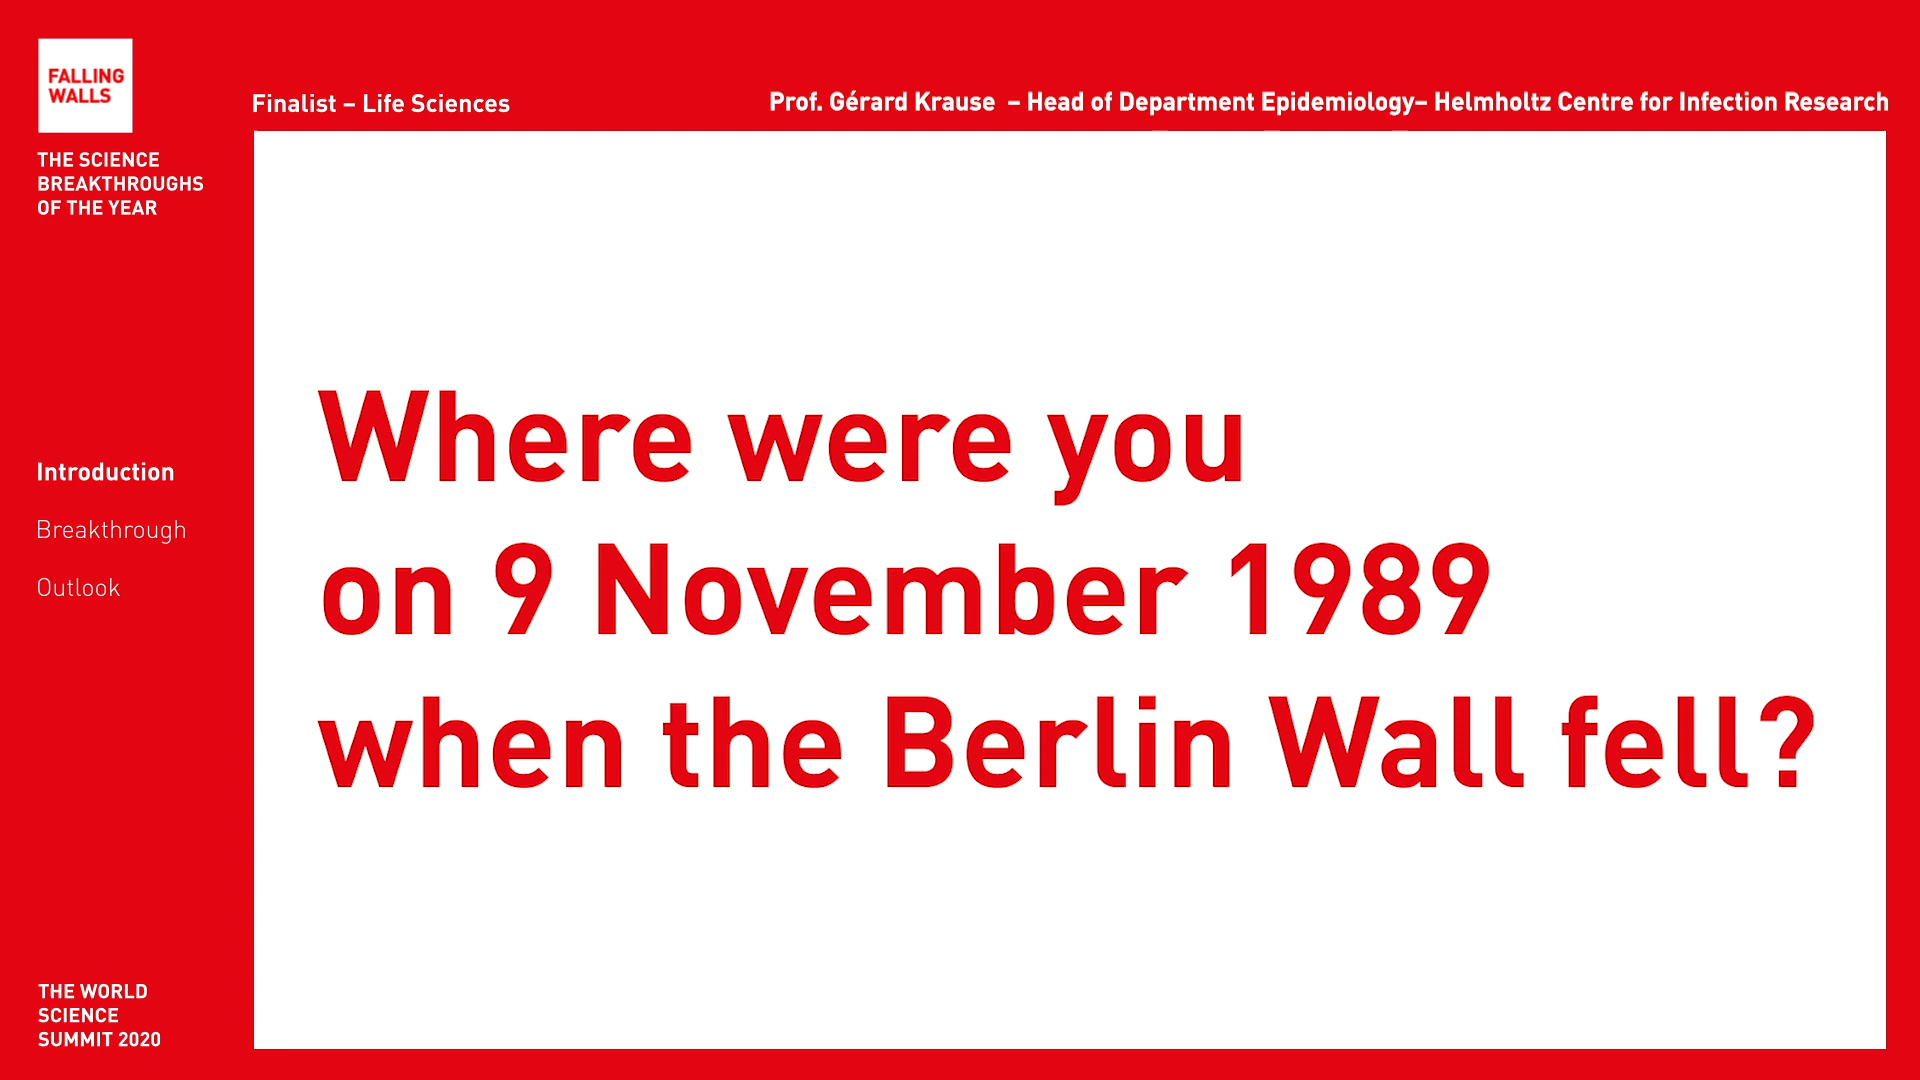 FALLING
WALLS
THE SCIENCE
BREAKTHROUGHS
OF THE YEAR
Finalist – Life Sciences
Prof. Gérard Krause – Head of Department Epidemiology– Helmholtz Centre for Infection Research
Introduction
Breakthrough
Outlook
Where were you
on 9 November 1989
when the Berlin Wall fell?
THE WORLD
SCIENCE
SUMMIT 2020